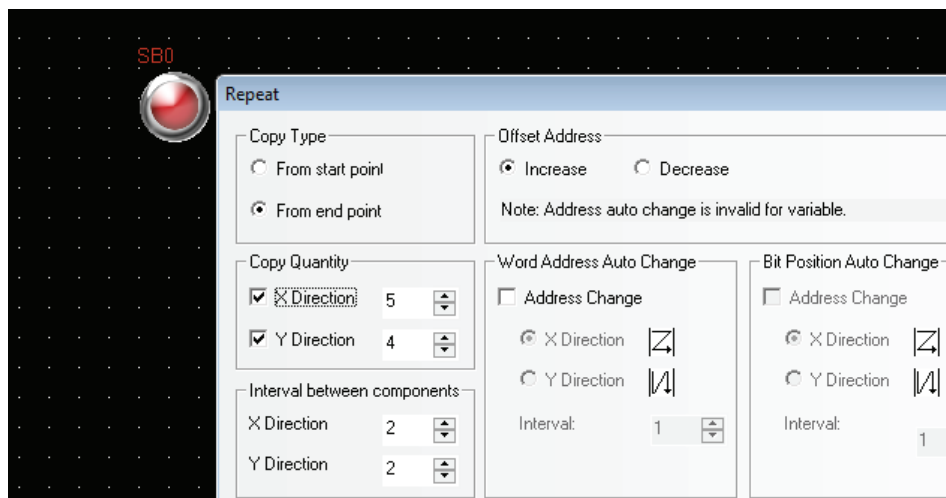 SB0
Repeat
Copy Type
From start point
From end point
Offset Address
Increase
Decrease
Note: Address auto change is invalid for variable.
Copy Quantity
X Direction 5
Y Direction 4
Interval between components
X Direction 2
Y Direction 2
Word Address Auto Change
Address Change
X Direction
Y Direction
Interval: 1
Bit Position Auto Change
Address Change
X Direction
Y Direction
Interval: 1